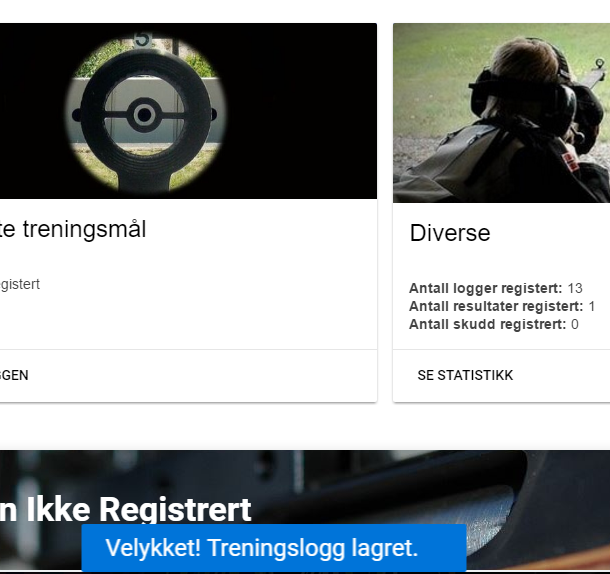 5
te treningsmål
gistert
GGEN
Diverse
Antall logger registert: 13
Antall resultater registert: 1
Antall skudd registrert: 0
SE STATISTIKK
n Ikke Registrert
Velykket! Treningslogg lagret.